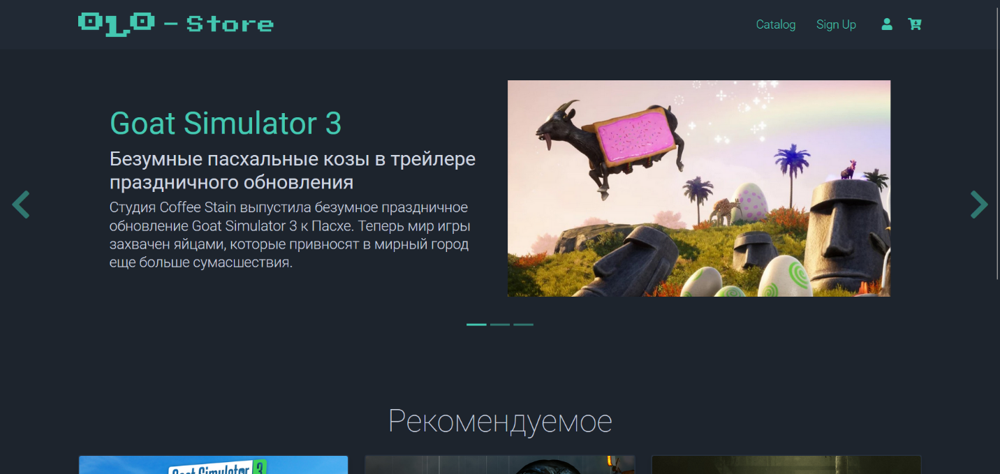 OLO - Store
Catalog
Sign Up
Goat Simulator 3
Безумные пасхальные козы в трейлере
праздничного обновления
Студия Coffee Stain выпустила безумное праздничное
обновление Goat Simulator 3 к Пасхе. Теперь мир игры
захвачен яйцами, которые привносят в мирный город
еще больше сумасшествия.
Рекомендуемое
Goat Simulator 3